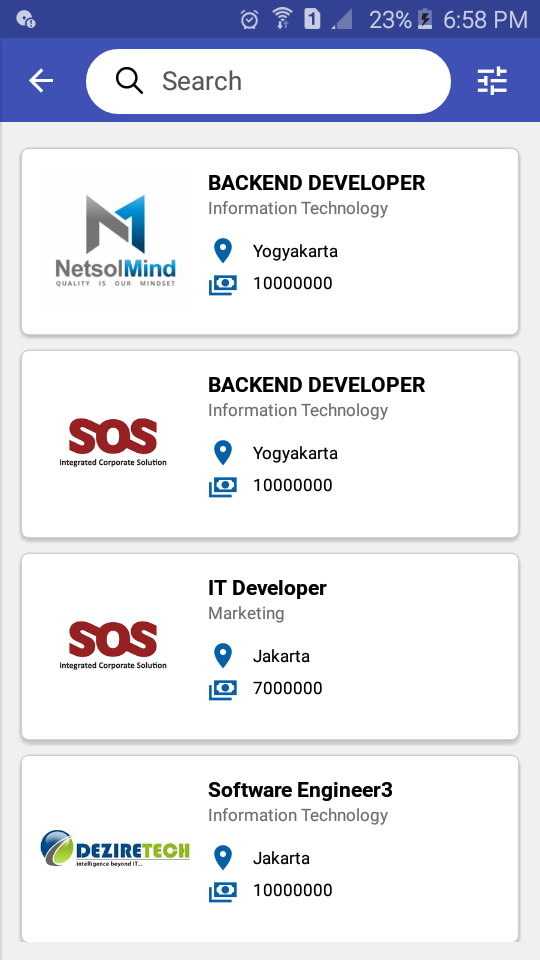 1
23%
6:58 PM
Search
BACKEND DEVELOPER
Information Technology
NetsolMind
QUALITY IS OUR MINDSET
Yogyakarta
10000000
BACKEND DEVELOPER
Information Technology
SOS
Integrated Corporate Solution
Yogyakarta
10000000
IT Developer
Marketing
SOS
Integrated Corporate Solution
Jakarta
7000000
Software Engineer3
Information Technology
DEZIRETECH
intelligence beyond IT...
Jakarta
10000000